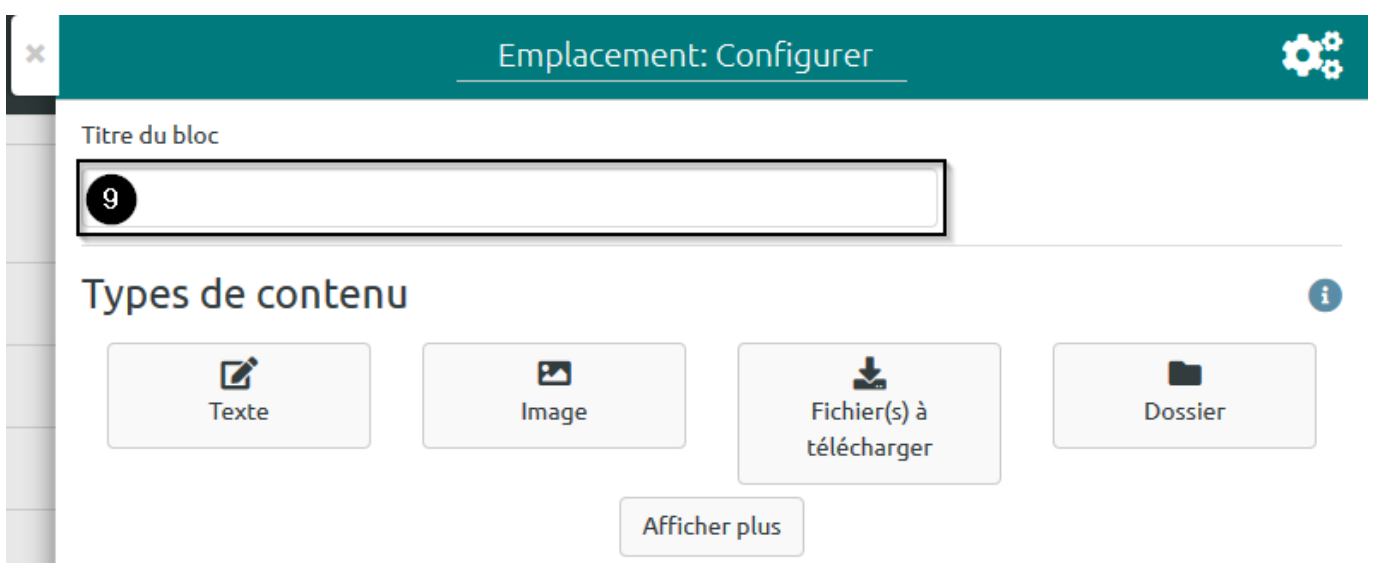 Emplacement: Configurer
Titre du bloc
9
Types de contenu
Texte
Image
Fichier(s) à
télécharger
Dossier
Afficher plus